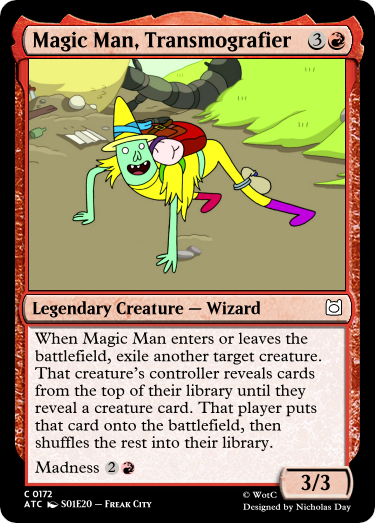 Magic Man, Transmografier 3
Legendary Creature — Wizard
When Magic Man enters or leaves the
battlefield, exile another target creature.
That creature's controller reveals cards
from the top of their library until they
reveal a creature card. That player puts
that card onto the battlefield, then
shuffles the rest into their library.
Madness 2
3/3
C 0172
ATC S01E20 – Freak City
© WotC
Designed by Nicholas Day